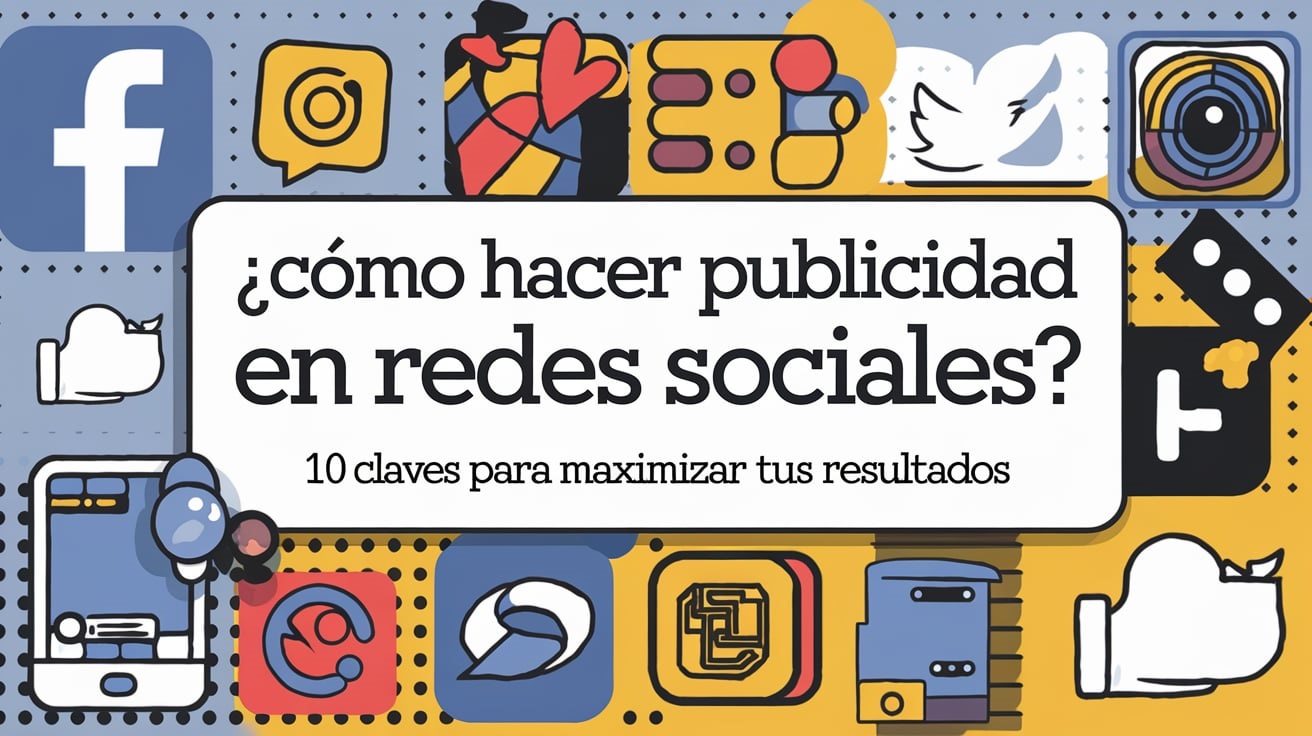 ¿cómo hacer publicidad
en redes sociales?
10 claves para maximizar tus resultados